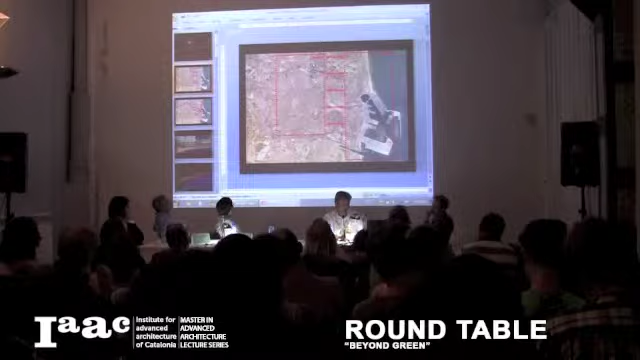 Iaac
Institute for
advanced
architecture
of Catalonia
MASTER IN
ADVANCED
ARCHITECTURE
LECTURE SERIES
ROUND TABLE
"BEYOND GREEN"